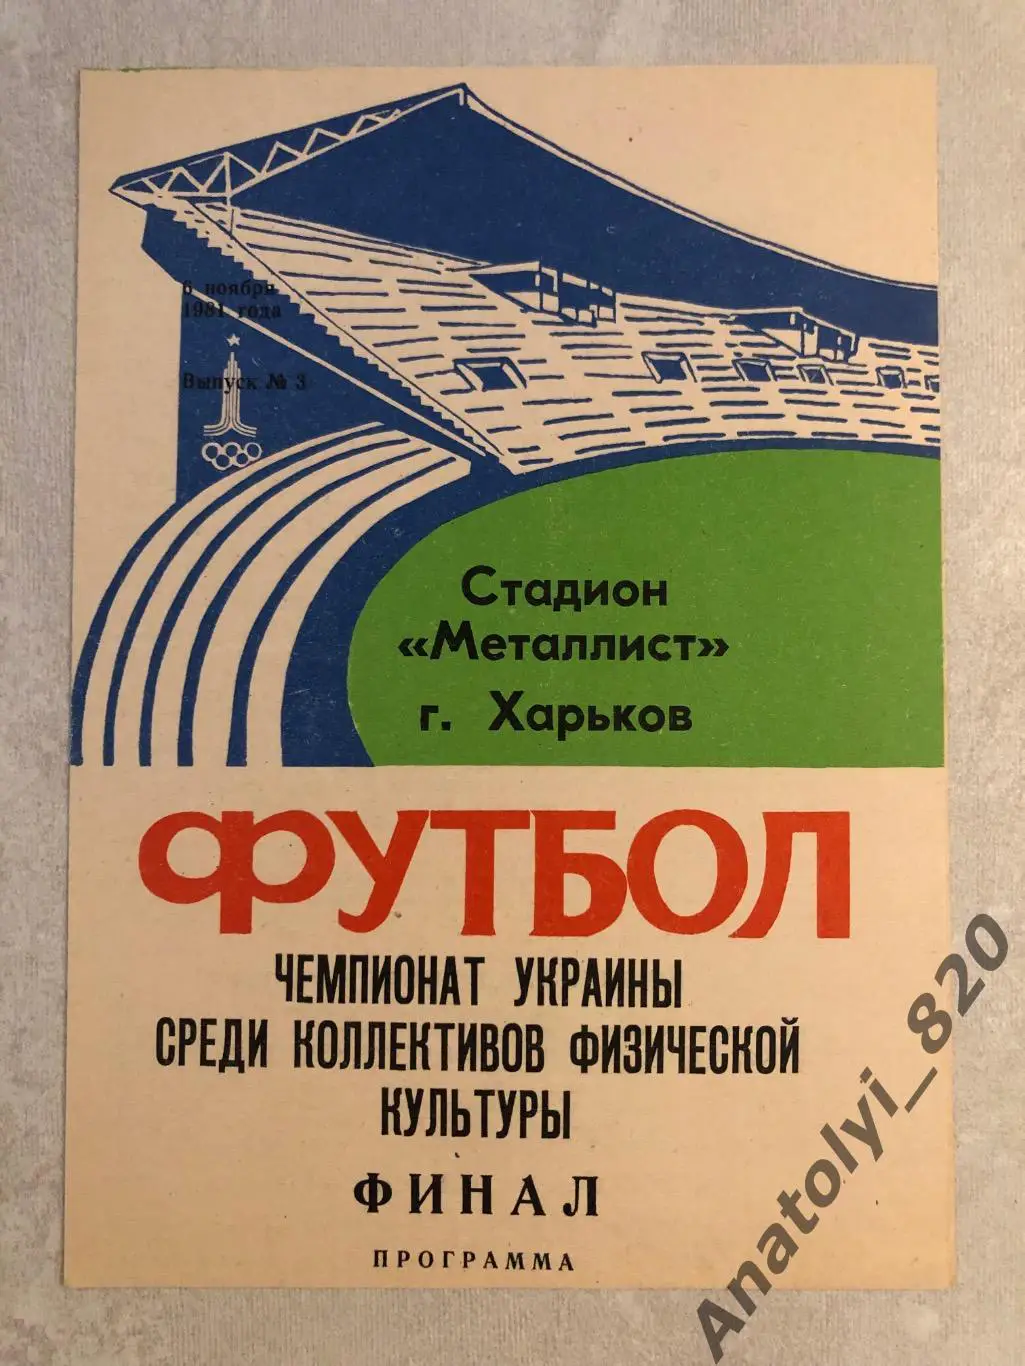 6 ноября
1981 года
Выпуск № 3
Стадион
«Металлист»
г. Харьков
ФУТБОЛ
ЧЕМПИОНАТ УКРАИНЫ
СРЕДИ КОЛЛЕКТИВОВ ФИЗИЧЕСКОЙ
КУЛЬТУРЫ
ФИНАЛ
ПРОГРАММА
Anatolyi_820